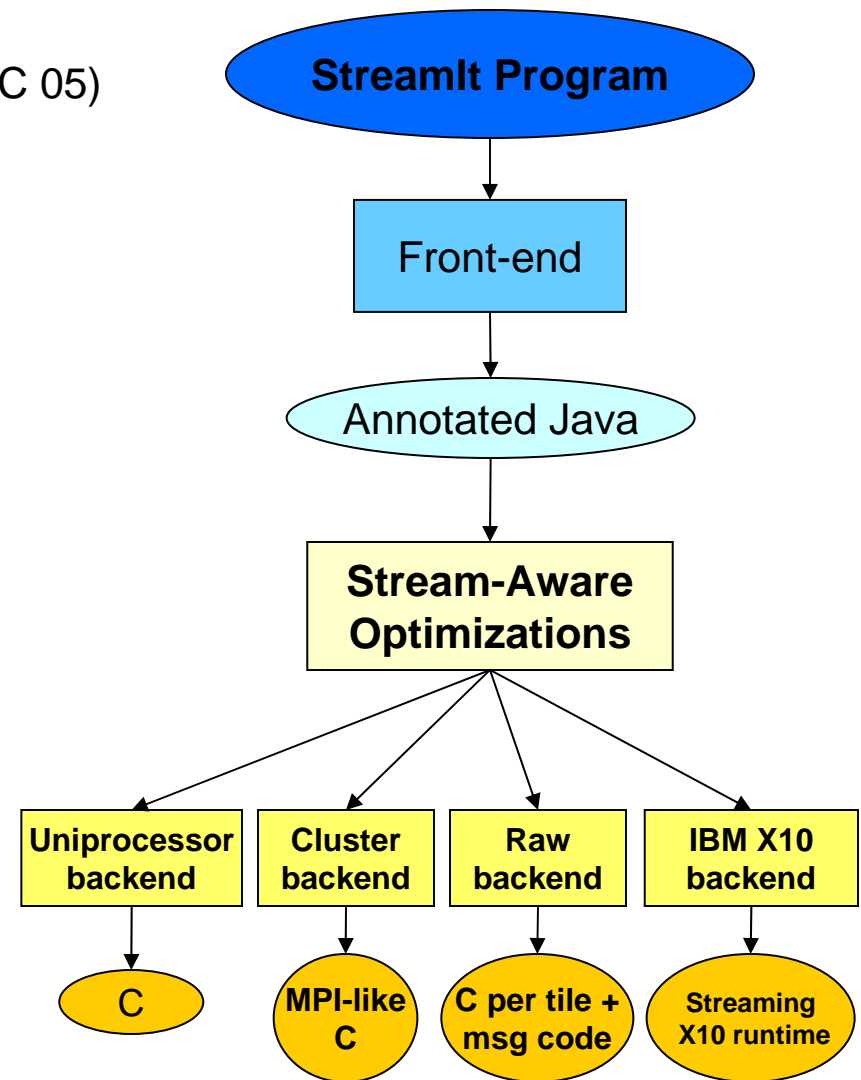 C 05)
StreamIt Program
Front-end
Annotated Java
Stream-Aware
Optimizations
Uniprocessor
backend
Cluster
backend
Raw
backend
IBM X10
backend
C
MPI-like
C
C per tile +
msg code
Streaming
X10 runtime